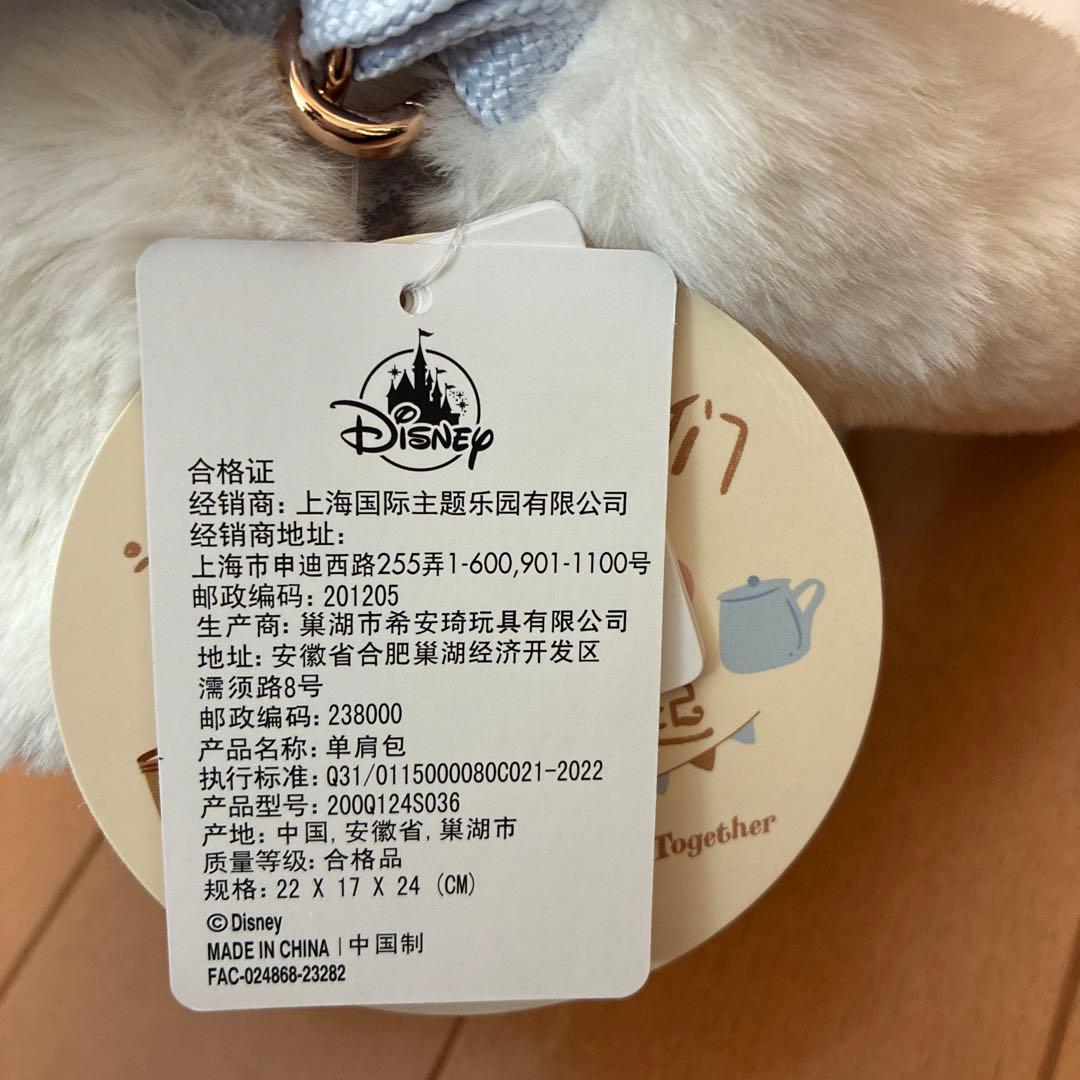 Disney
合格证
经销商: 上海国际主题乐园有限公司
经销商地址:
上海市申迪西路255弄1-600,901-1100号
邮政编码: 201205
生产商: 巢湖市希安琦玩具有限公司
地址: 安徽省合肥巢湖经济开发区
濡须路8号
邮政编码: 238000
产品名称: 单肩包
执行标准: Q31/0115000080C021-2022
产品型号: 200Q124S036
产地: 中国, 安徽省, 巢湖市
质量等级: 合格品
规格: 22 X 17 X 24 (CM)
© Disney
MADE IN CHINA | 中国制
FAC-024868-23282
们
起
Together